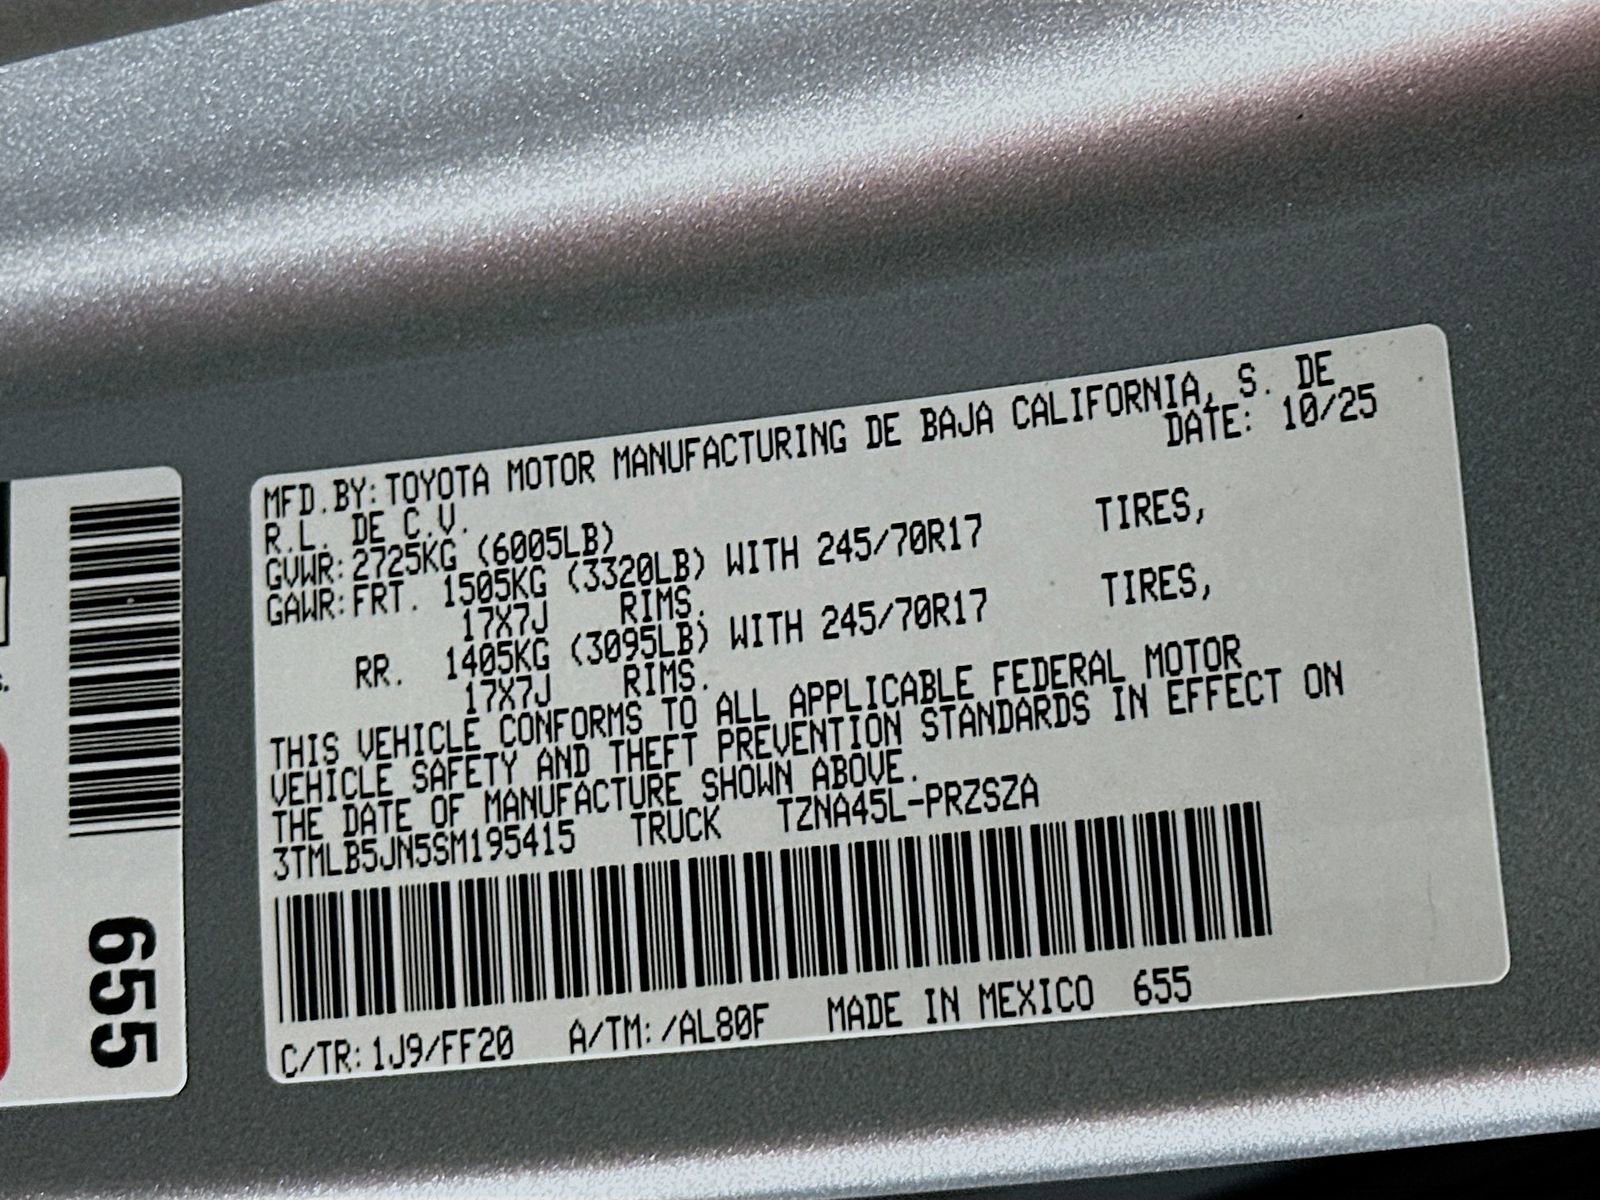 MFD.BY:TOYOTA MOTOR MANUFACTURING DE BAJA CALIFORNIA, S. DE
R.L. DE C.V. DATE: 10/25
GVWR:2725KG (6005LB)
GAWR:FRT. 1505KG (3320LB) WITH 245/70R17 TIRES,
17X7J RIMS.
RR. 1405KG (3095LB) WITH 245/70R17 TIRES,
17X7J RIMS.
THIS VEHICLE CONFORMS TO ALL APPLICABLE FEDERAL MOTOR
VEHICLE SAFETY AND THEFT PREVENTION STANDARDS IN EFFECT ON
THE DATE OF MANUFACTURE SHOWN ABOVE.
3TMLB5JN5SM195415 TRUCK TZNA45L-PRZSZA
C/TR:1J9/FF20 A/TM:/AL80F MADE IN MEXICO 655
655